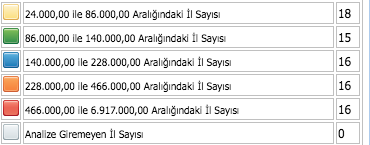 24.000,00 ile 86.000,00 Aralığındaki İl Sayısı 18
86.000,00 ile 140.000,00 Aralığındaki İl Sayısı 15
140.000,00 ile 228.000,00 Aralığındaki İl Sayısı 16
228.000,00 ile 466.000,00 Aralığındaki İl Sayısı 16
466.000,00 ile 6.917.000,00 Aralığındaki İl Sayısı 16
Analize Giremeyen İl Sayısı 0